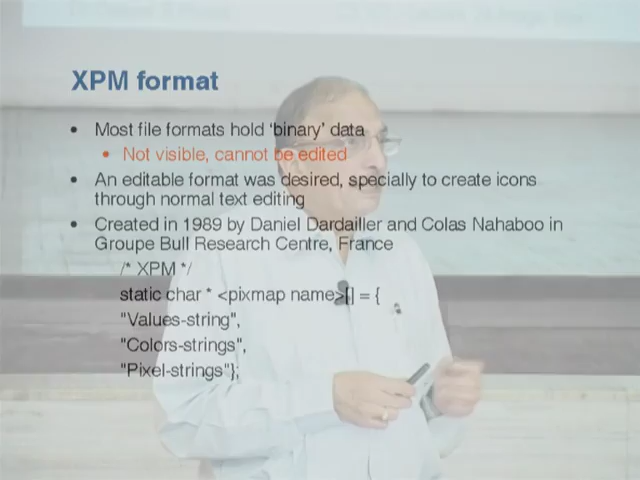 XPM format
• Most file formats hold ‘binary’ data
• Not visible, cannot be edited
• An editable format was desired, specially to create icons
through normal text editing
• Created in 1989 by Daniel Dardailler and Colas Nahaboo in
Groupe Bull Research Centre, France
/* XPM */
static char * <pixmap name>[] = {
"Values-string",
"Colors-strings",
"Pixel-strings"};